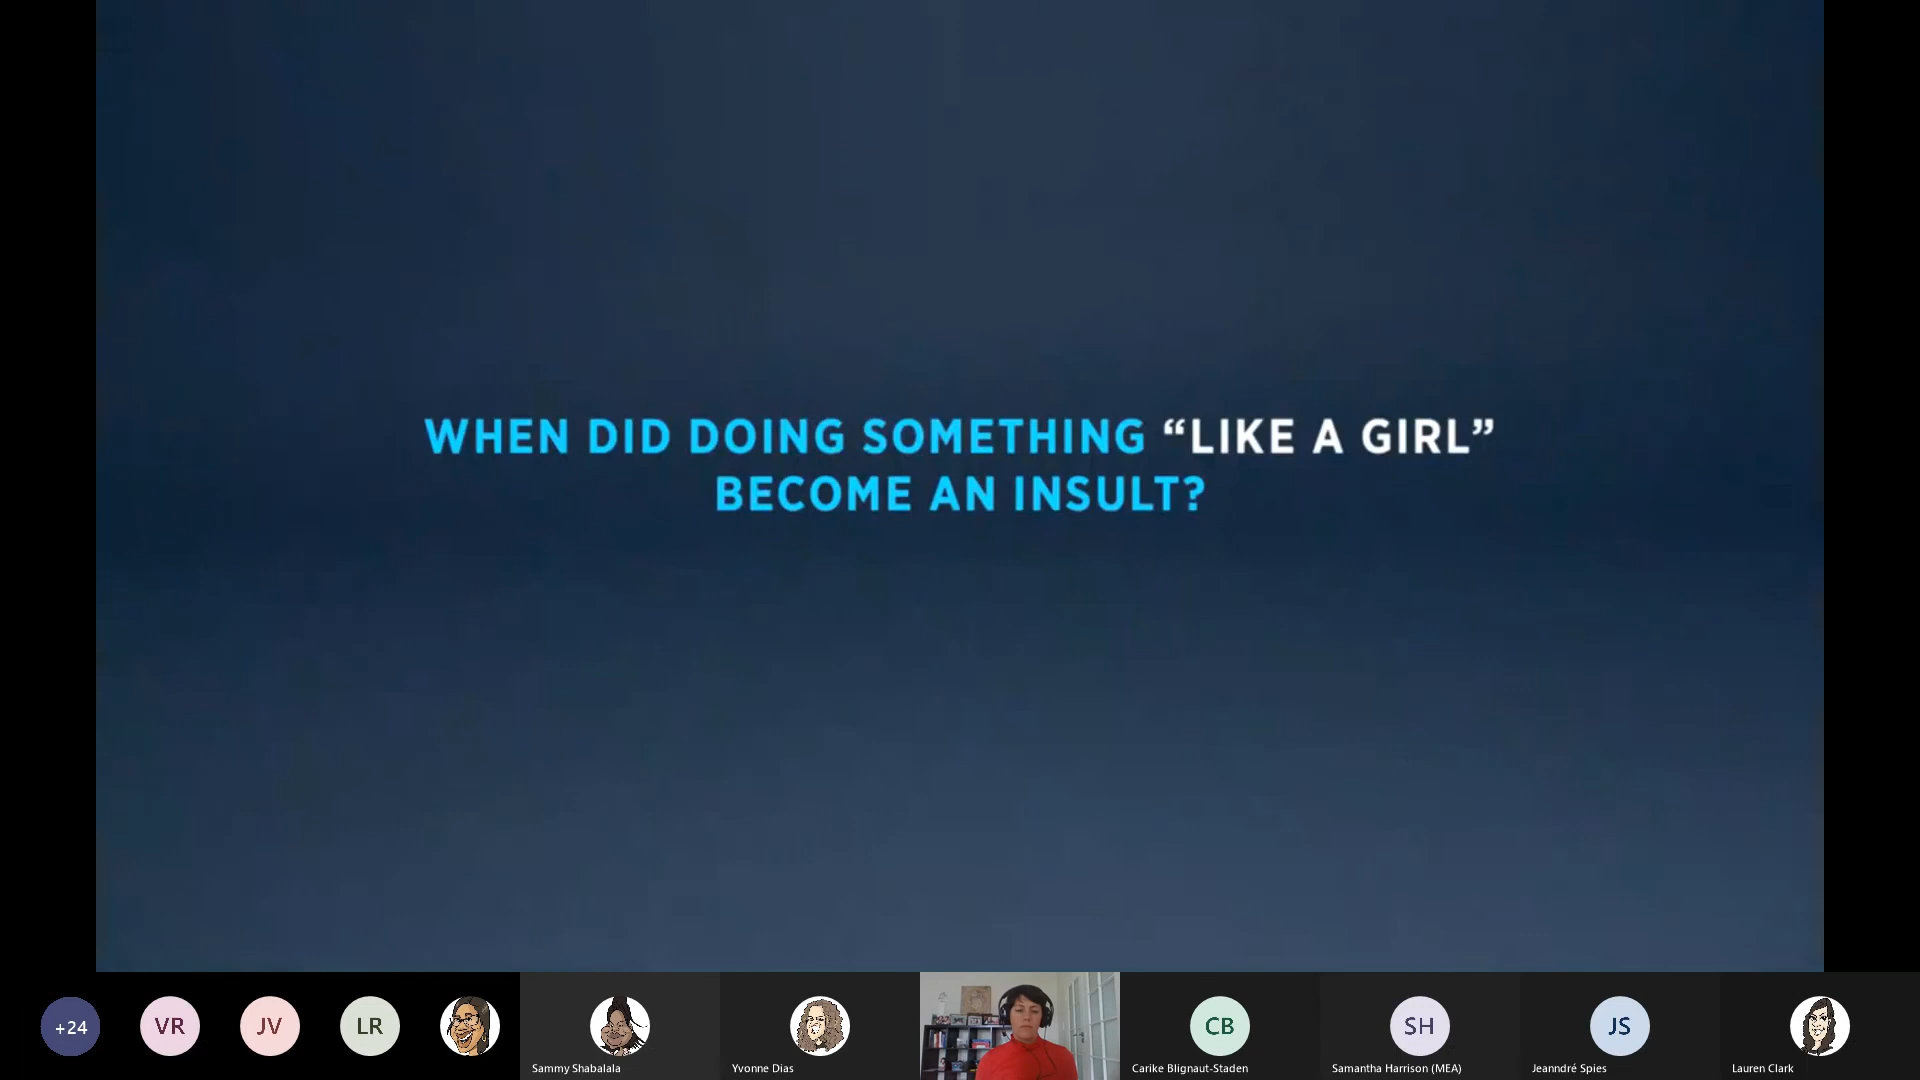 WHEN DID DOING SOMETHING “LIKE A GIRL”
BECOME AN INSULT?
+24
VR
JV
LR
CB
SH
JS
Sammy Shabalala
Yvonne Dias
Carike Blignaut-Staden
Samantha Harrison (MEA)
Jeanndré Spies
Lauren Clark